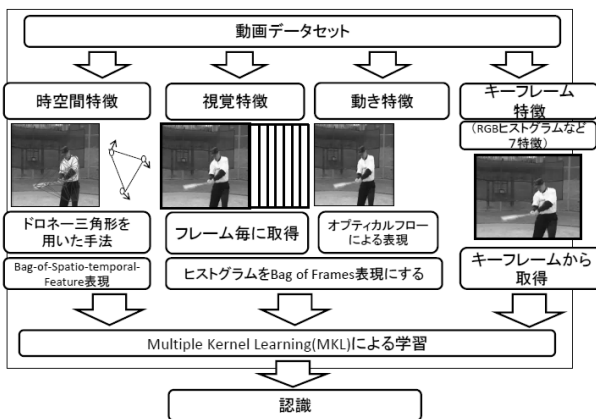 動画データセット
時空間特徴
視覚特徴
動き特徴
キーフレーム
特徴
(RGBヒストグラムなど
7特徴)
ドロネー三角形を
用いた手法
フレーム毎に取得
オプティカルフロー
による表現
キーフレームから
取得
Bag-of-Spatio-temporal-
Feature表現
ヒストグラムをBag of Frames表現にする
Multiple Kernel Learning(MKL)による学習
認識